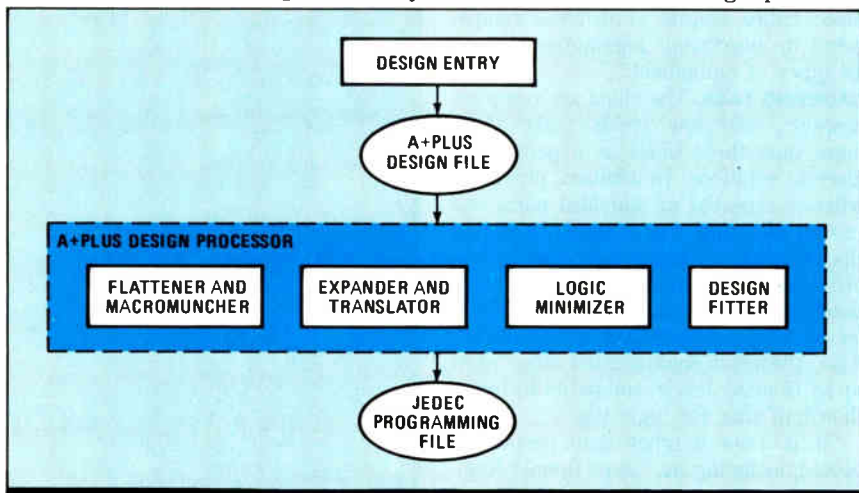 DESIGN ENTRY
A+PLUS
DESIGN FILE
A+PLUS DESIGN PROCESSOR
FLATTENER AND
MACROMUNCHER
EXPANDER AND
TRANSLATOR
LOGIC
MINIMIZER
DESIGN
FITTER
JEDEC
PROGRAMMING
FILE